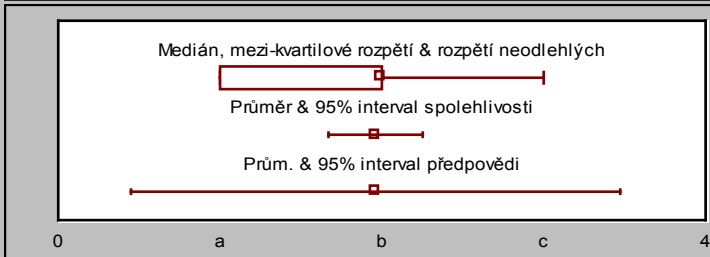 Medián, mezi-kvartilové rozpětí & rozpětí neodlehlých
Průměr & 95% interval spolehlivosti
Prům. & 95% interval předpovědi
0 a b c 4